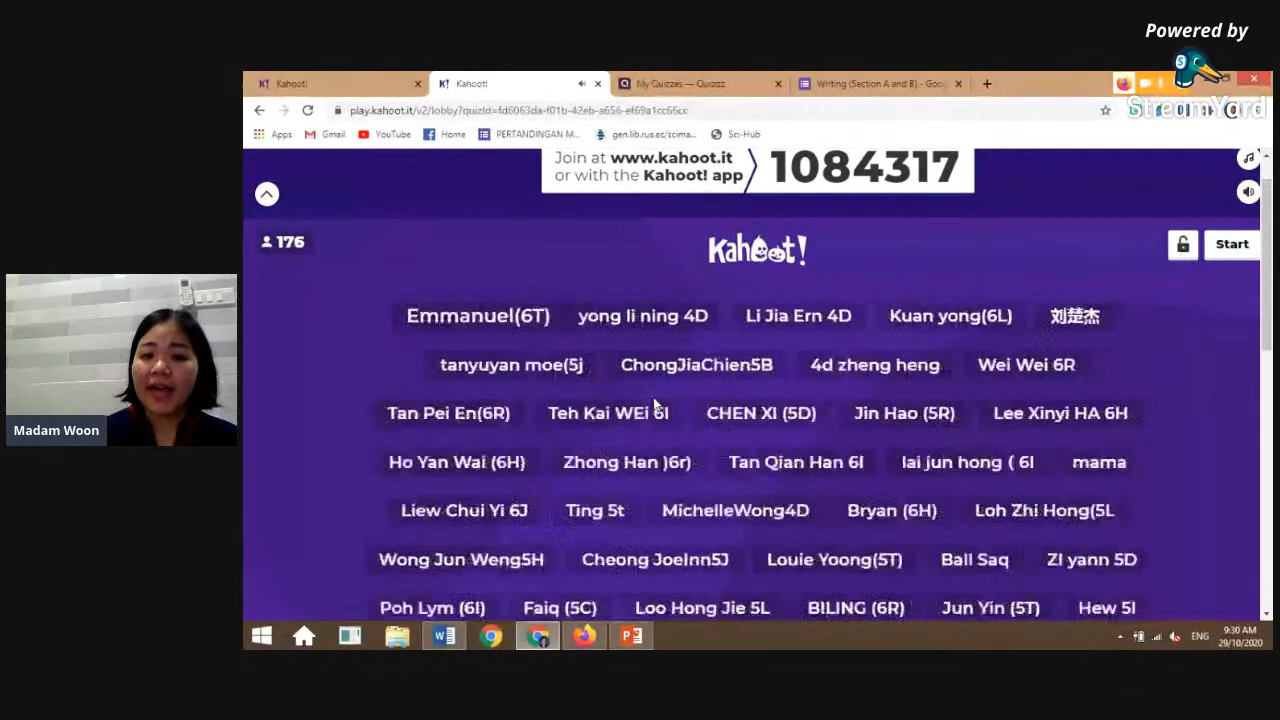 Powered by
StreamYard
Kahoot!
Kahoot!
My Quizzes — Quizizz
Writing (Section A and B) - Goo
play.kahoot.it/v2/lobby?quizId=fd6063da-f01b-42eb-a656-ef69a1cc66cc
Apps Gmail YouTube Home PERTANDINGAN M... gen.lib.rus.ec/scima... Sci-Hub
Join at www.kahoot.it
or with the Kahoot! app
1084317
176
Kahoot!
Start
Emmanuel(6T) yong li ning 4D Li Jia Ern 4D Kuan yong(6L) 刘楚杰
tanyuyan moe(5j ChongJiaChien5B 4d zheng heng Wei Wei 6R
Tan Pei En(6R) Teh Kai WEi 6I CHEN XI (5D) Jin Hao (5R) Lee Xinyi HA 6H
Ho Yan Wai (6H) Zhong Han )6r) Tan Qian Han 6I lai jun hong ( 6I mama
Liew Chui Yi 6J Ting 5t MichelleWong4D Bryan (6H) Loh Zhi Hong(5L
Wong Jun Weng5H Cheong JoeInn5J Louie Yoong(5T) Ball Saq ZI yann 5D
Poh Lym (6I) Faiq (5C) Loo Hong Jie 5L BILING (6R) Jun Yin (5T) Hew 5I
Madam Woon
ENG
9:30 AM
29/10/2020